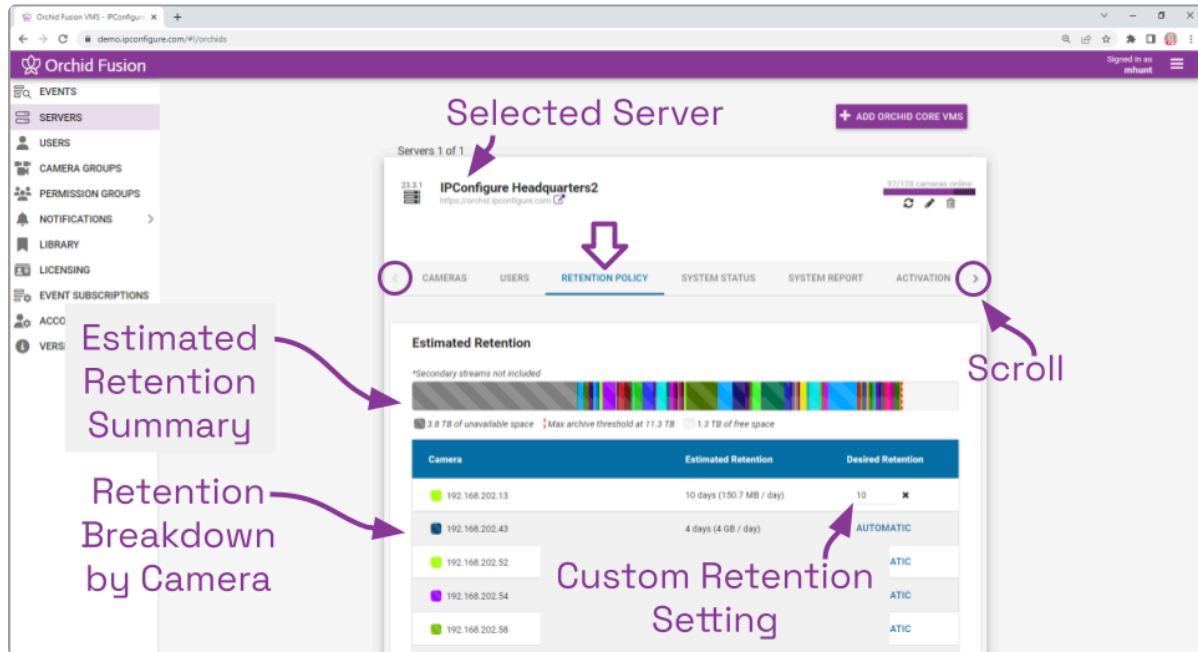 Orchid Fusion VMS - IPConfigure
demo.ipconfigure.com/#!/orchids
Orchid Fusion
Signed in as
mhunt
EVENTS
SERVERS
USERS
CAMERA GROUPS
PERMISSION GROUPS
NOTIFICATIONS
LIBRARY
LICENSING
EVENT SUBSCRIPTIONS
ACCO
VERS
Selected Server
+ ADD ORCHID CORE VMS
Servers 1 of 1
23.3.1
IPConfigure Headquarters2
https://orchid.ipconfigure.com
97/128 cameras online
CAMERAS USERS RETENTION POLICY SYSTEM STATUS SYSTEM REPORT ACTIVATION
Scroll
Estimated
Retention
Summary
Estimated Retention
*Secondary streams not included
3.8 TB of unavailable space Max archive threshold at 11.3 TB 1.3 TB of free space
Camera Estimated Retention Desired Retention
192.168.202.13 10 days (150.7 MB / day) 10
192.168.202.43 4 days (4 GB / day) AUTOMATIC
192.168.202.52 ATIC
192.168.202.54 ATIC
192.168.202.58 ATIC
Retention
Breakdown
by Camera
Custom Retention
Setting